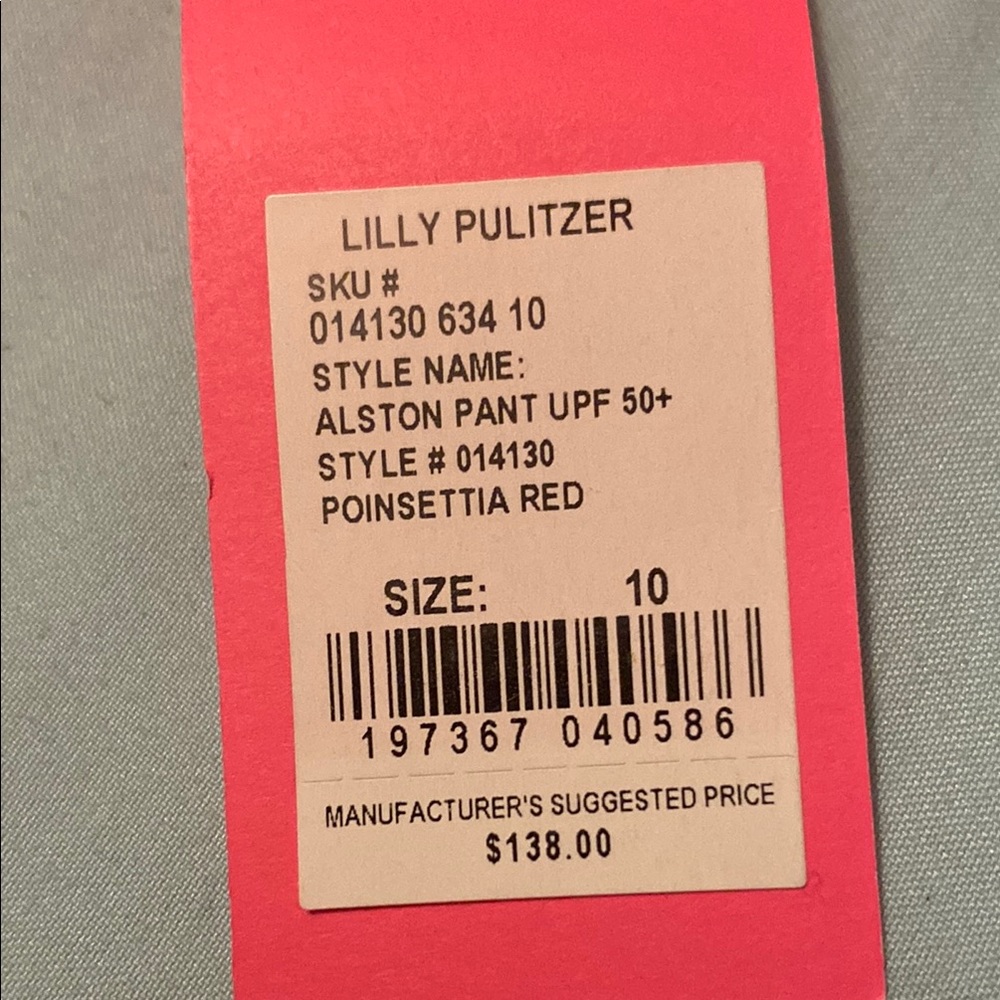 LILLY PULITZER
SKU #
014130 634 10
STYLE NAME:
ALSTON PANT UPF 50+
STYLE # 014130
POINSETTIA RED
SIZE: 10
197367 040586
MANUFACTURER'S SUGGESTED PRICE
$138.00